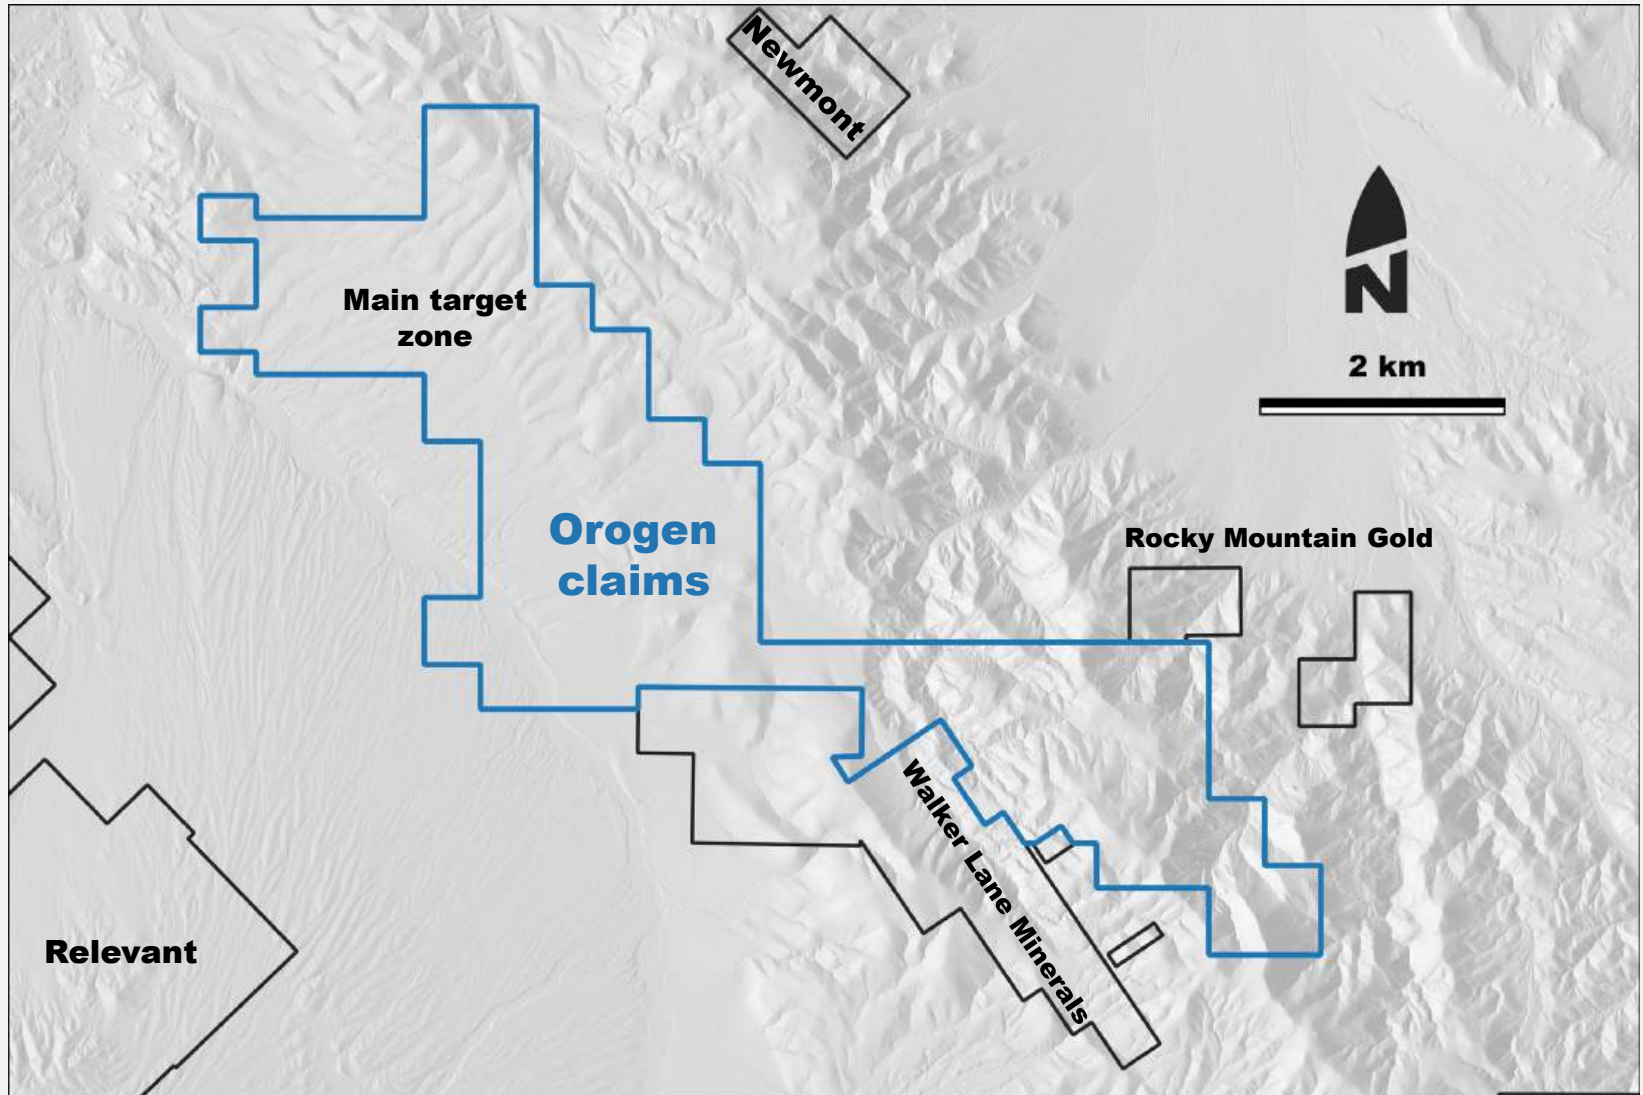 Newmont
Main target
zone
N
2 km
Orogen
claims
Rocky Mountain Gold
Walker Lane Minerals
Relevant